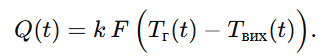 Q(t) = k F (Tг(t) − Tвих(t)).